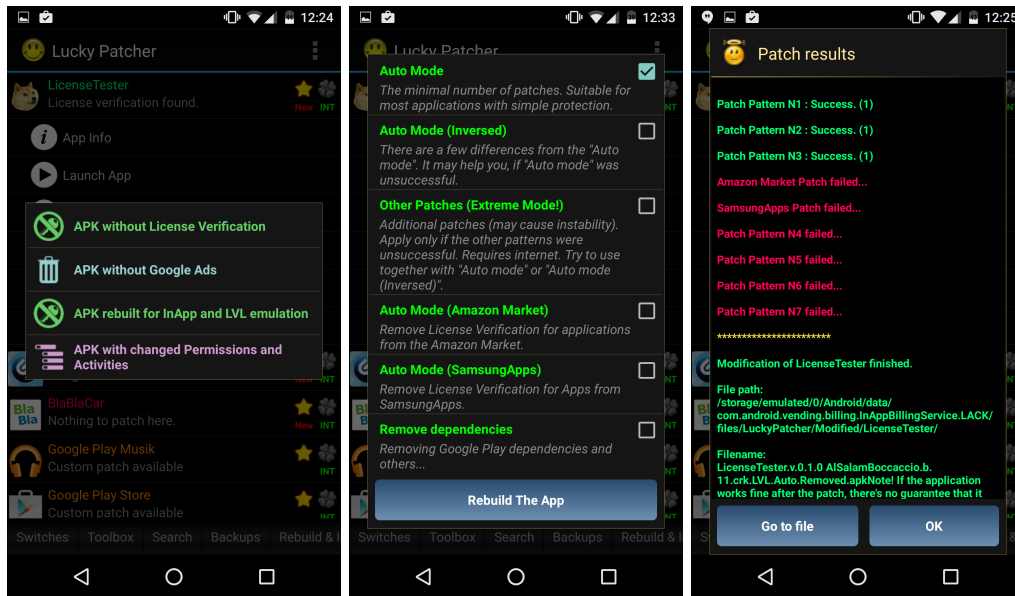 12:24
Lucky Patcher
LicenseTester
License verification found.
New INT
App Info
Launch App
APK without License Verification
APK without Google Ads
APK rebuilt for InApp and LVL emulation
APK with changed Permissions and
Activities
INT
Bla
Bla
BlaBlaCar
Nothing to patch here.
New INT
Google Play Musik
Custom patch available
INT
Google Play Store
Custom patch available
INT
Switches
Toolbox
Search
Backups
Rebuild & I
12:33
Lucky Patcher
Auto Mode
The minimal number of patches. Suitable for
most applications with simple protection.
Auto Mode (Inversed)
There are a few differences from the "Auto
mode". It may help you, if "Auto mode" was
unsuccessful.
Other Patches (Extreme Mode!)
Additional patches (may cause instability).
Apply only if the other patterns were
unsuccessful. Requires internet. Try to use
together with "Auto mode" or "Auto mode
(Inversed)".
Auto Mode (Amazon Market)
Remove License Verification for applications
from the Amazon Market.
Auto Mode (SamsungApps)
Remove License Verification for Apps from
SamsungApps.
Remove dependencies
Removing Google Play dependencies and
others...
Rebuild The App
Switches
Toolbox
Search
Backups
Rebuild & I
12:25
Patch results
Patch Pattern N1 : Success. (1)
Patch Pattern N2 : Success. (1)
Patch Pattern N3 : Success. (1)
Amazon Market Patch failed...
SamsungApps Patch failed...
Patch Pattern N4 failed...
Patch Pattern N5 failed...
Patch Pattern N6 failed...
Patch Pattern N7 failed...
***********************
Modification of LicenseTester finished.
File path:
/storage/emulated/0/Android/data/
com.android.vending.billing.InAppBillingService.LACK/
files/LuckyPatcher/Modified/LicenseTester/
Filename:
LicenseTester.v.0.1.0 AlSalamBoccaccio.b.
11.crk.LVL.Auto.Removed.apkNote! If the application
works fine after the patch, there's no guarantee that it
Go to file
OK